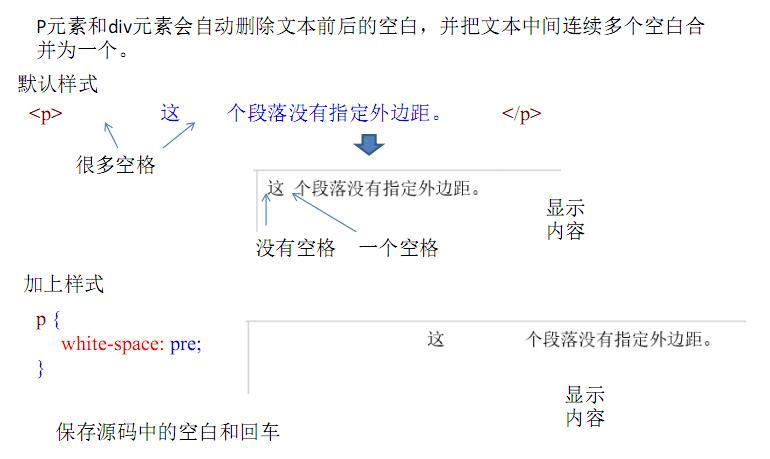 P元素和div元素会自动删除文本前后的空白，并把文本中间连续多个空白合
并为一个。
默认样式
<p> 这 个段落没有指定外边距。 </p>
很多空格
这 个段落没有指定外边距。
显示
内容
没有空格 一个空格
加上样式
p {
white-space: pre;
}
这 个段落没有指定外边距。
显示
内容
保存源码中的空白和回车